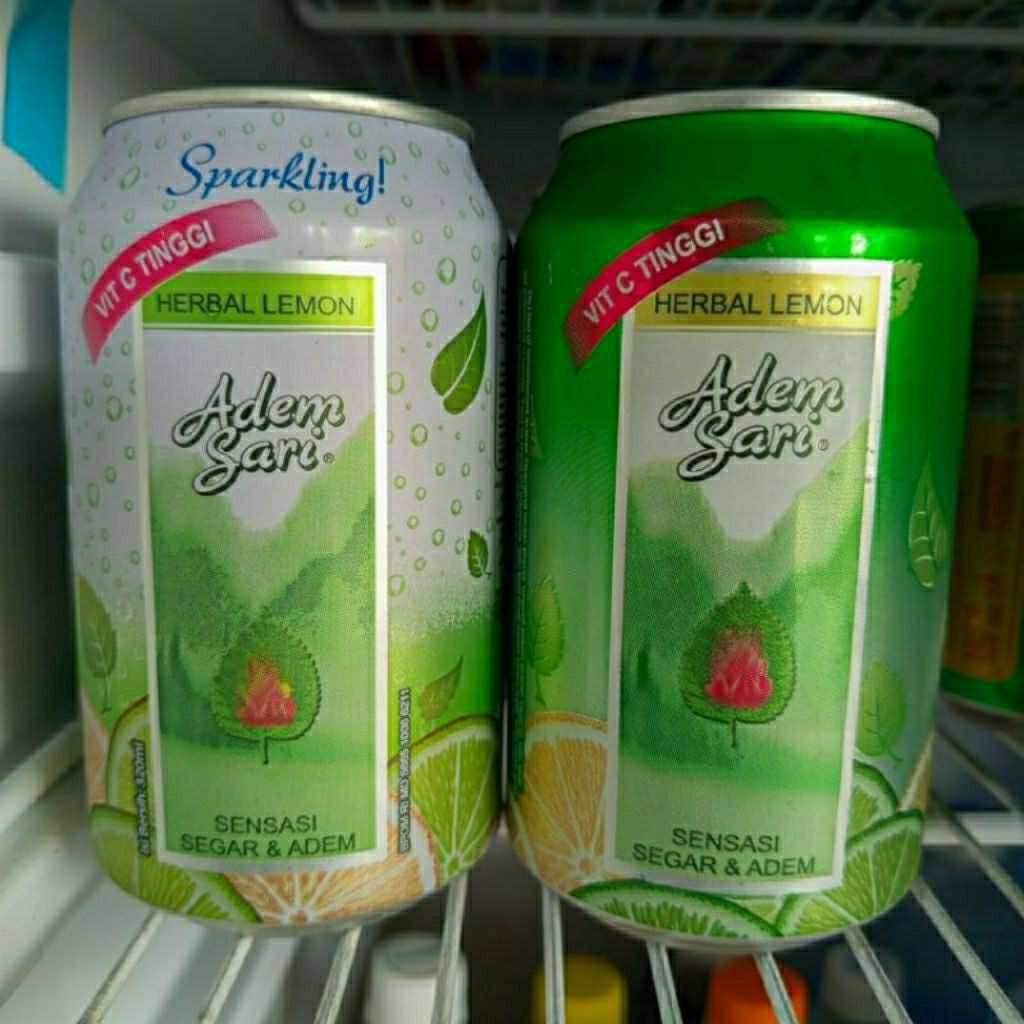 Sparkling!
VIT C TINGGI
HERBAL LEMON
Adem
Sari®
SENSASI
SEGAR & ADEM
VIT C TINGGI
HERBAL LEMON
Adem
Sari®
SENSASI
SEGAR & ADEM